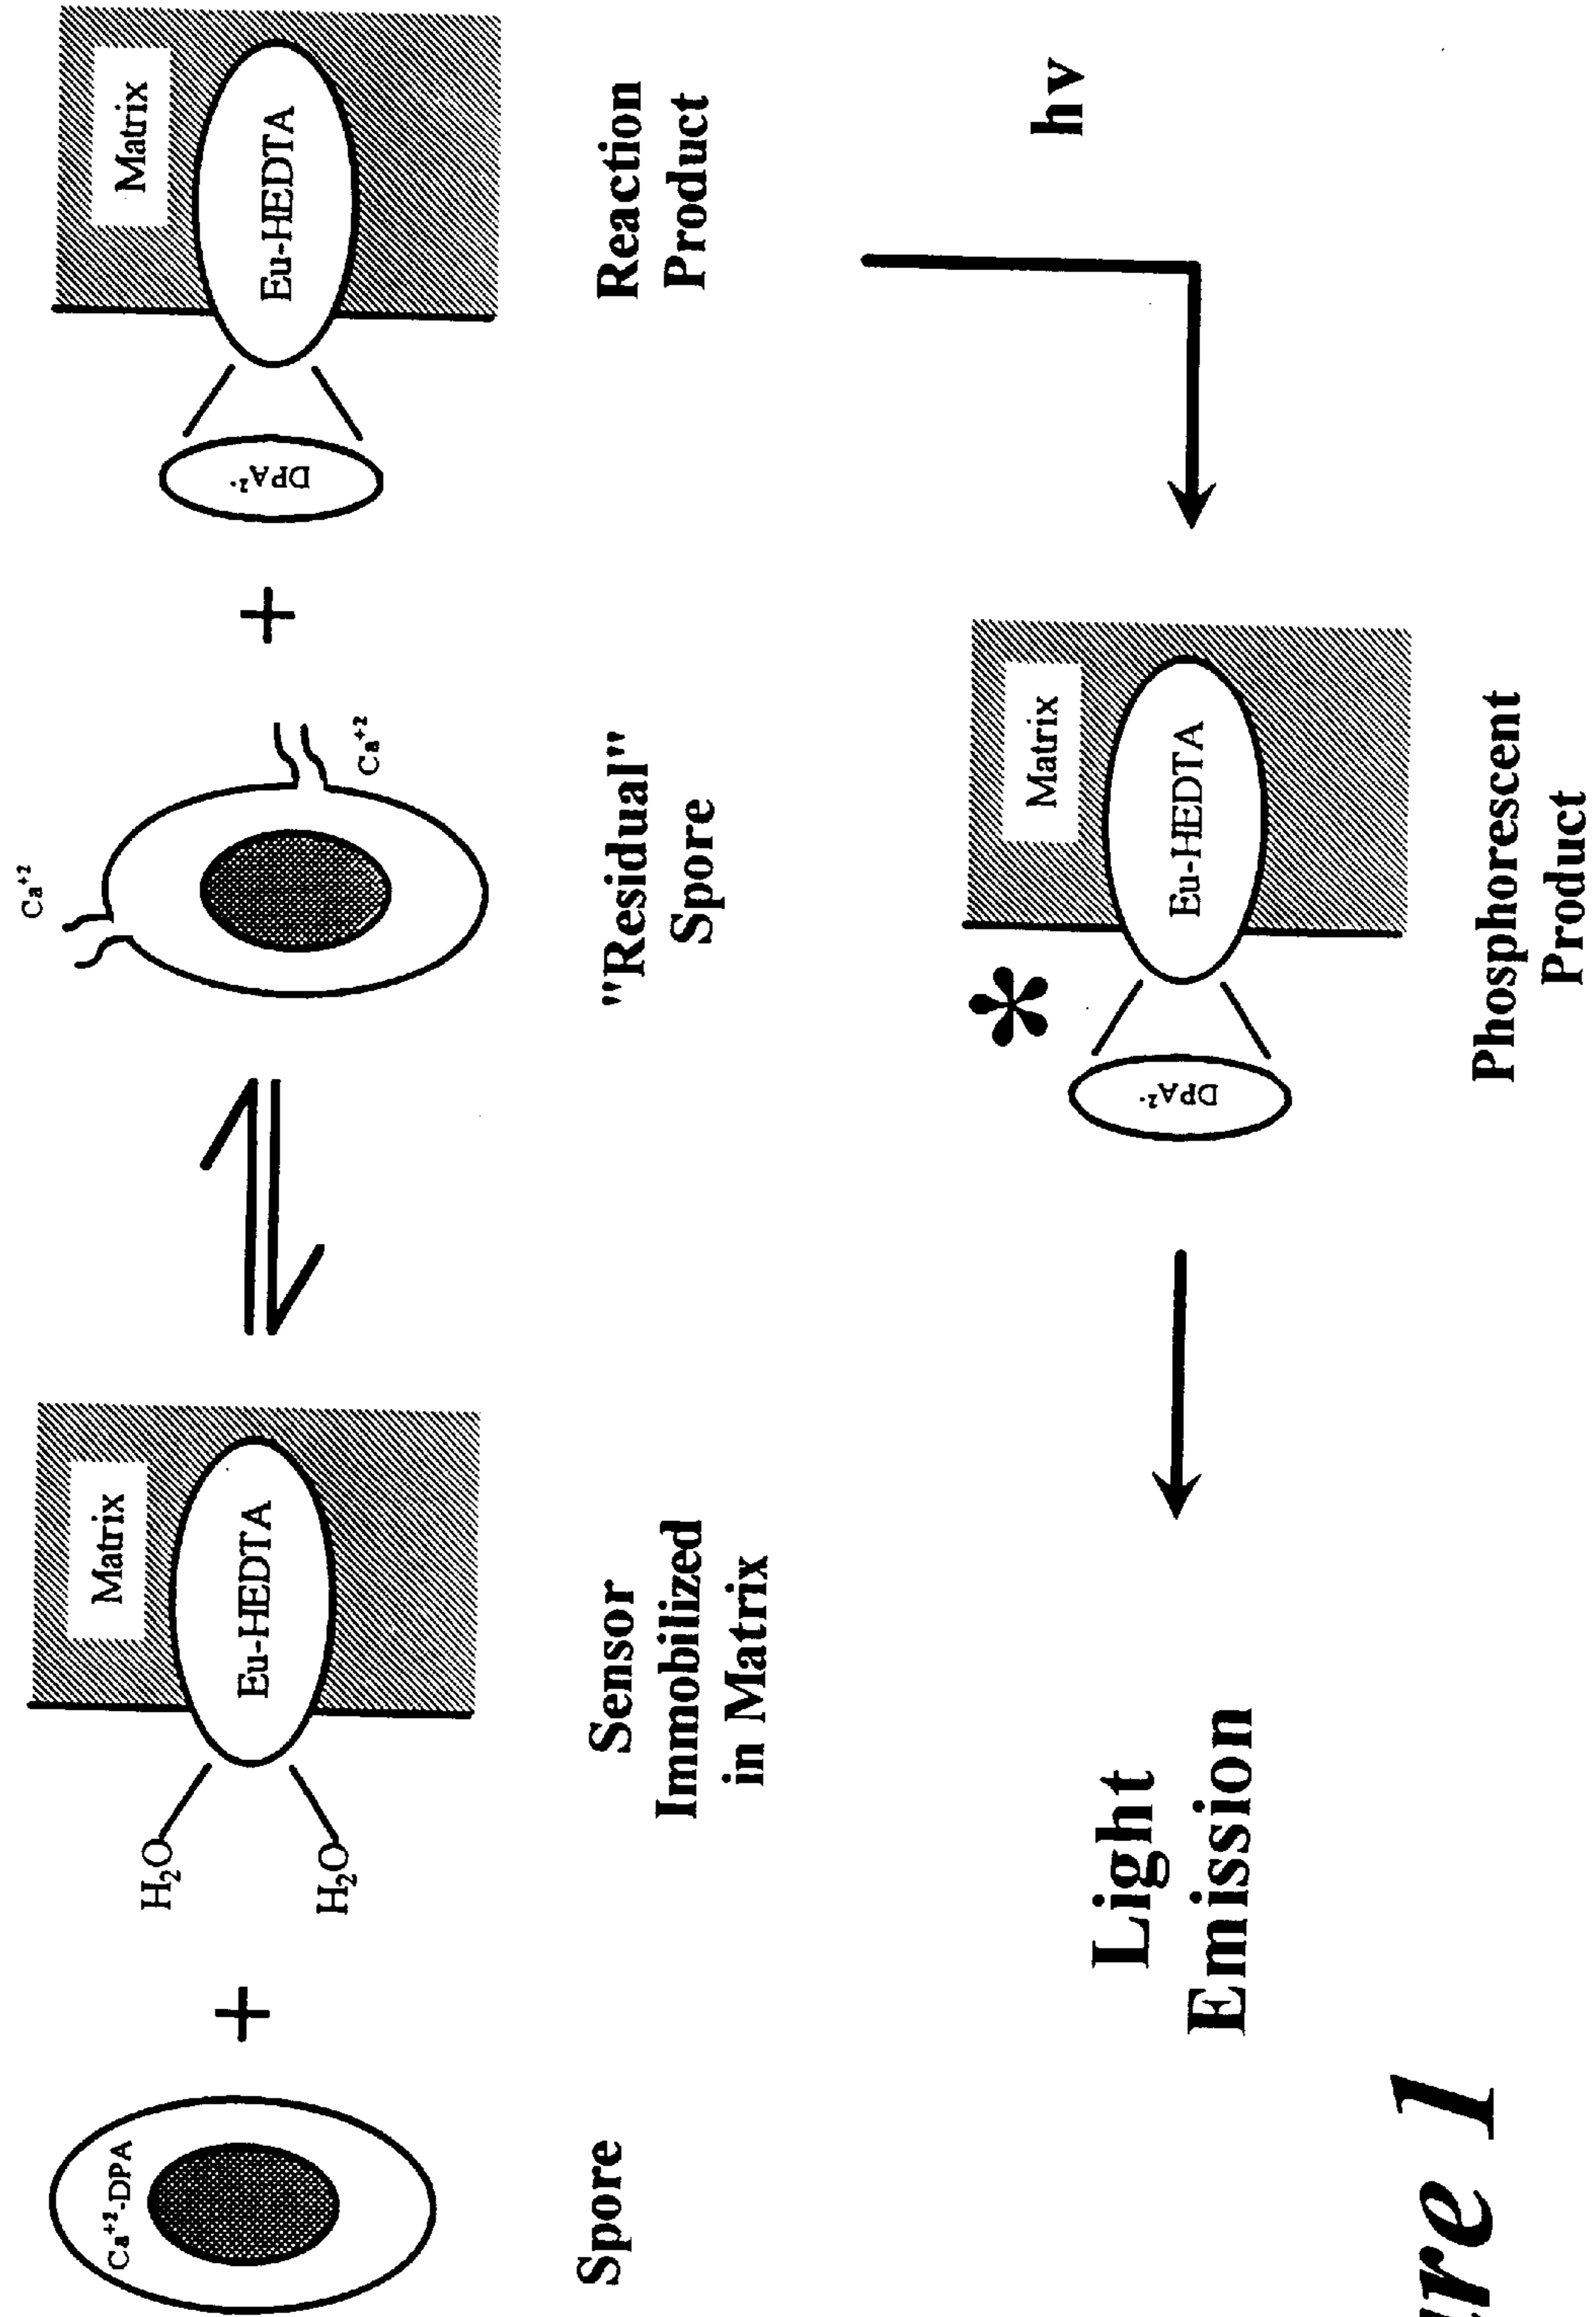 Ca⁺²-DPA
Spore
+
H₂O
H₂O
Matrix
Eu-HEDTA
Sensor
Immobilized
in Matrix
Ca⁺²
Ca⁺²
"Residual"
Spore
+
DPA²⁻
Matrix
Eu-HEDTA
Reaction
Product
hν
*
DPA²⁻
Matrix
Eu-HEDTA
Phosphorescent
Product
Light
Emission
ure 1